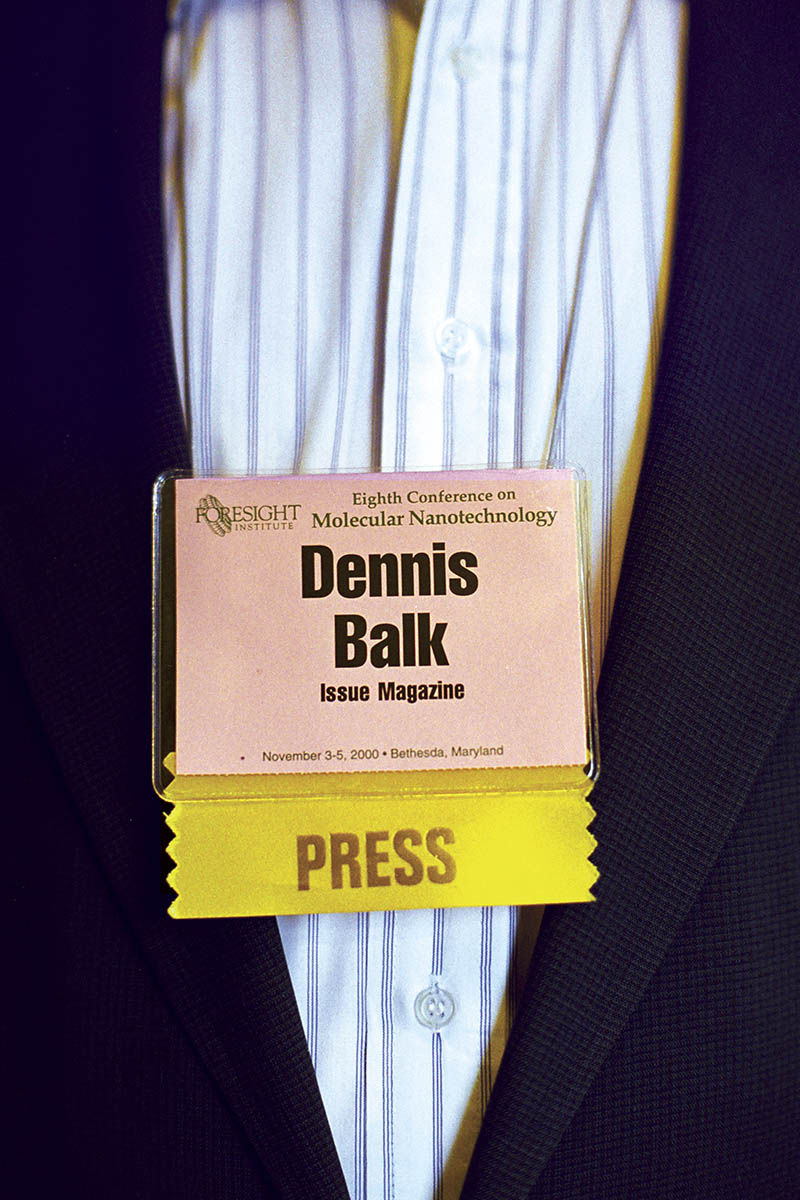 FORESIGHT
INSTITUTE
Eighth Conference on
Molecular Nanotechnology
Dennis
Balk
Issue Magazine
November 3-5, 2000 • Bethesda, Maryland
PRESS